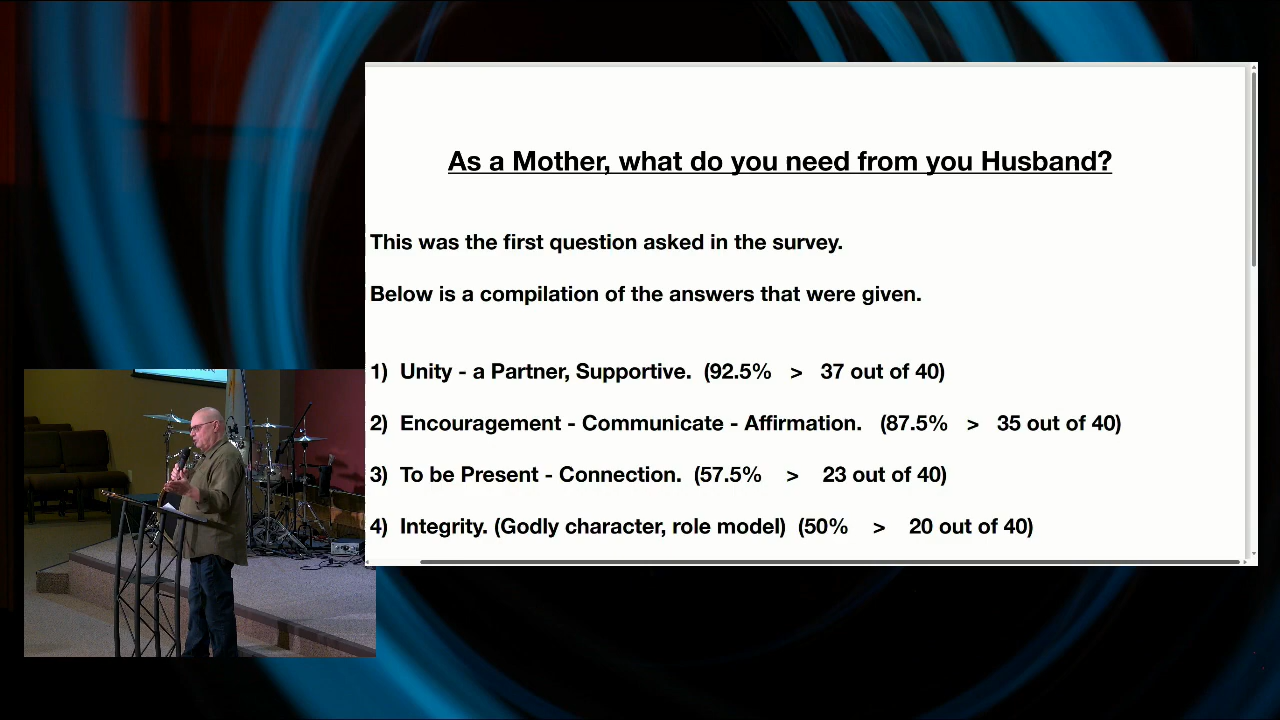 As a Mother, what do you need from you Husband?
This was the first question asked in the survey.
Below is a compilation of the answers that were given.
1) Unity - a Partner, Supportive. (92.5% > 37 out of 40)
2) Encouragement - Communicate - Affirmation. (87.5% > 35 out of 40)
3) To be Present - Connection. (57.5% > 23 out of 40)
4) Integrity. (Godly character, role model) (50% > 20 out of 40)